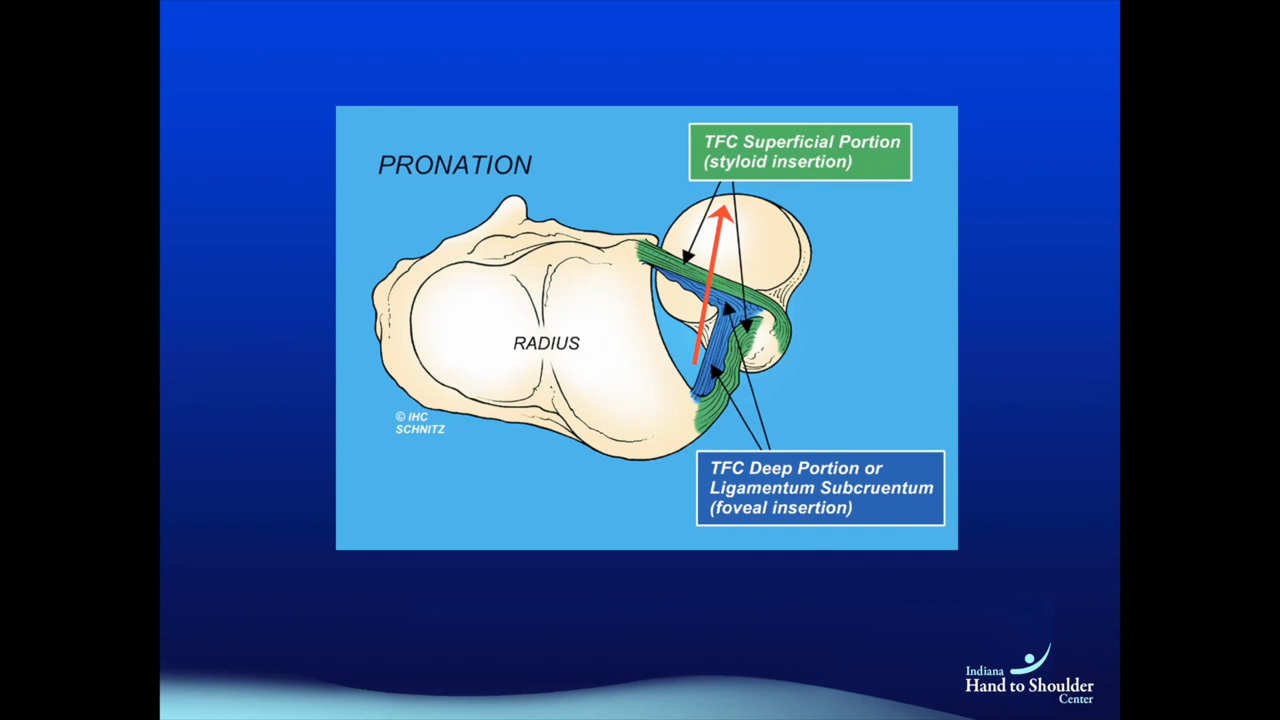 PRONATION
TFC Superficial Portion
(styloid insertion)
RADIUS
© IHC
SCHNITZ
TFC Deep Portion or
Ligamentum Subcruentum
(foveal insertion)
Indiana
Hand to Shoulder
Center